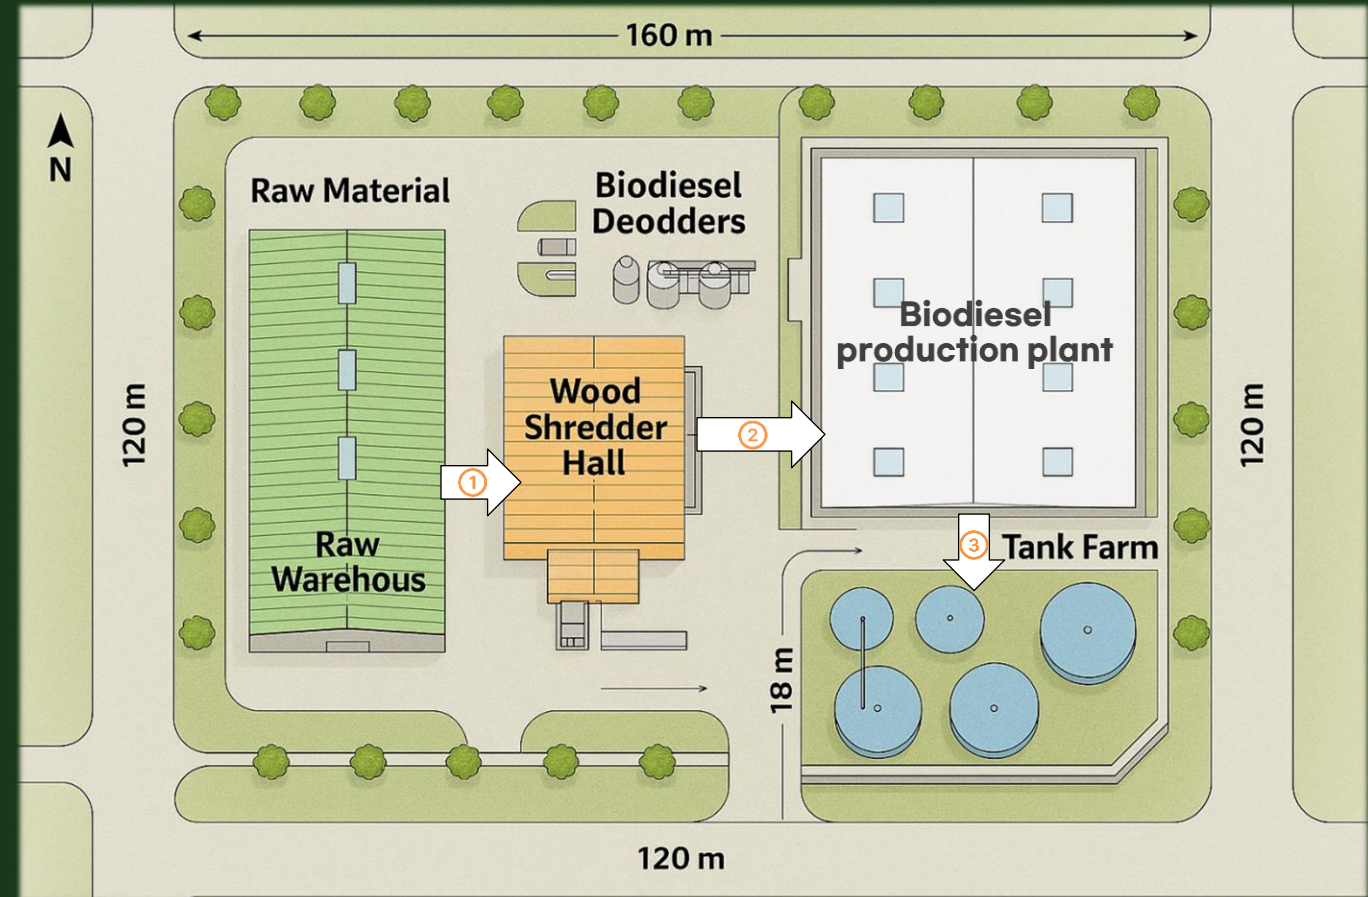 160 m
N
Raw Material
Biodiesel
Deodders
Biodiesel
production plant
Wood
Shredder
Hall
120 m
120 m
②
①
Raw
Warehous
③
Tank Farm
18 m
120 m